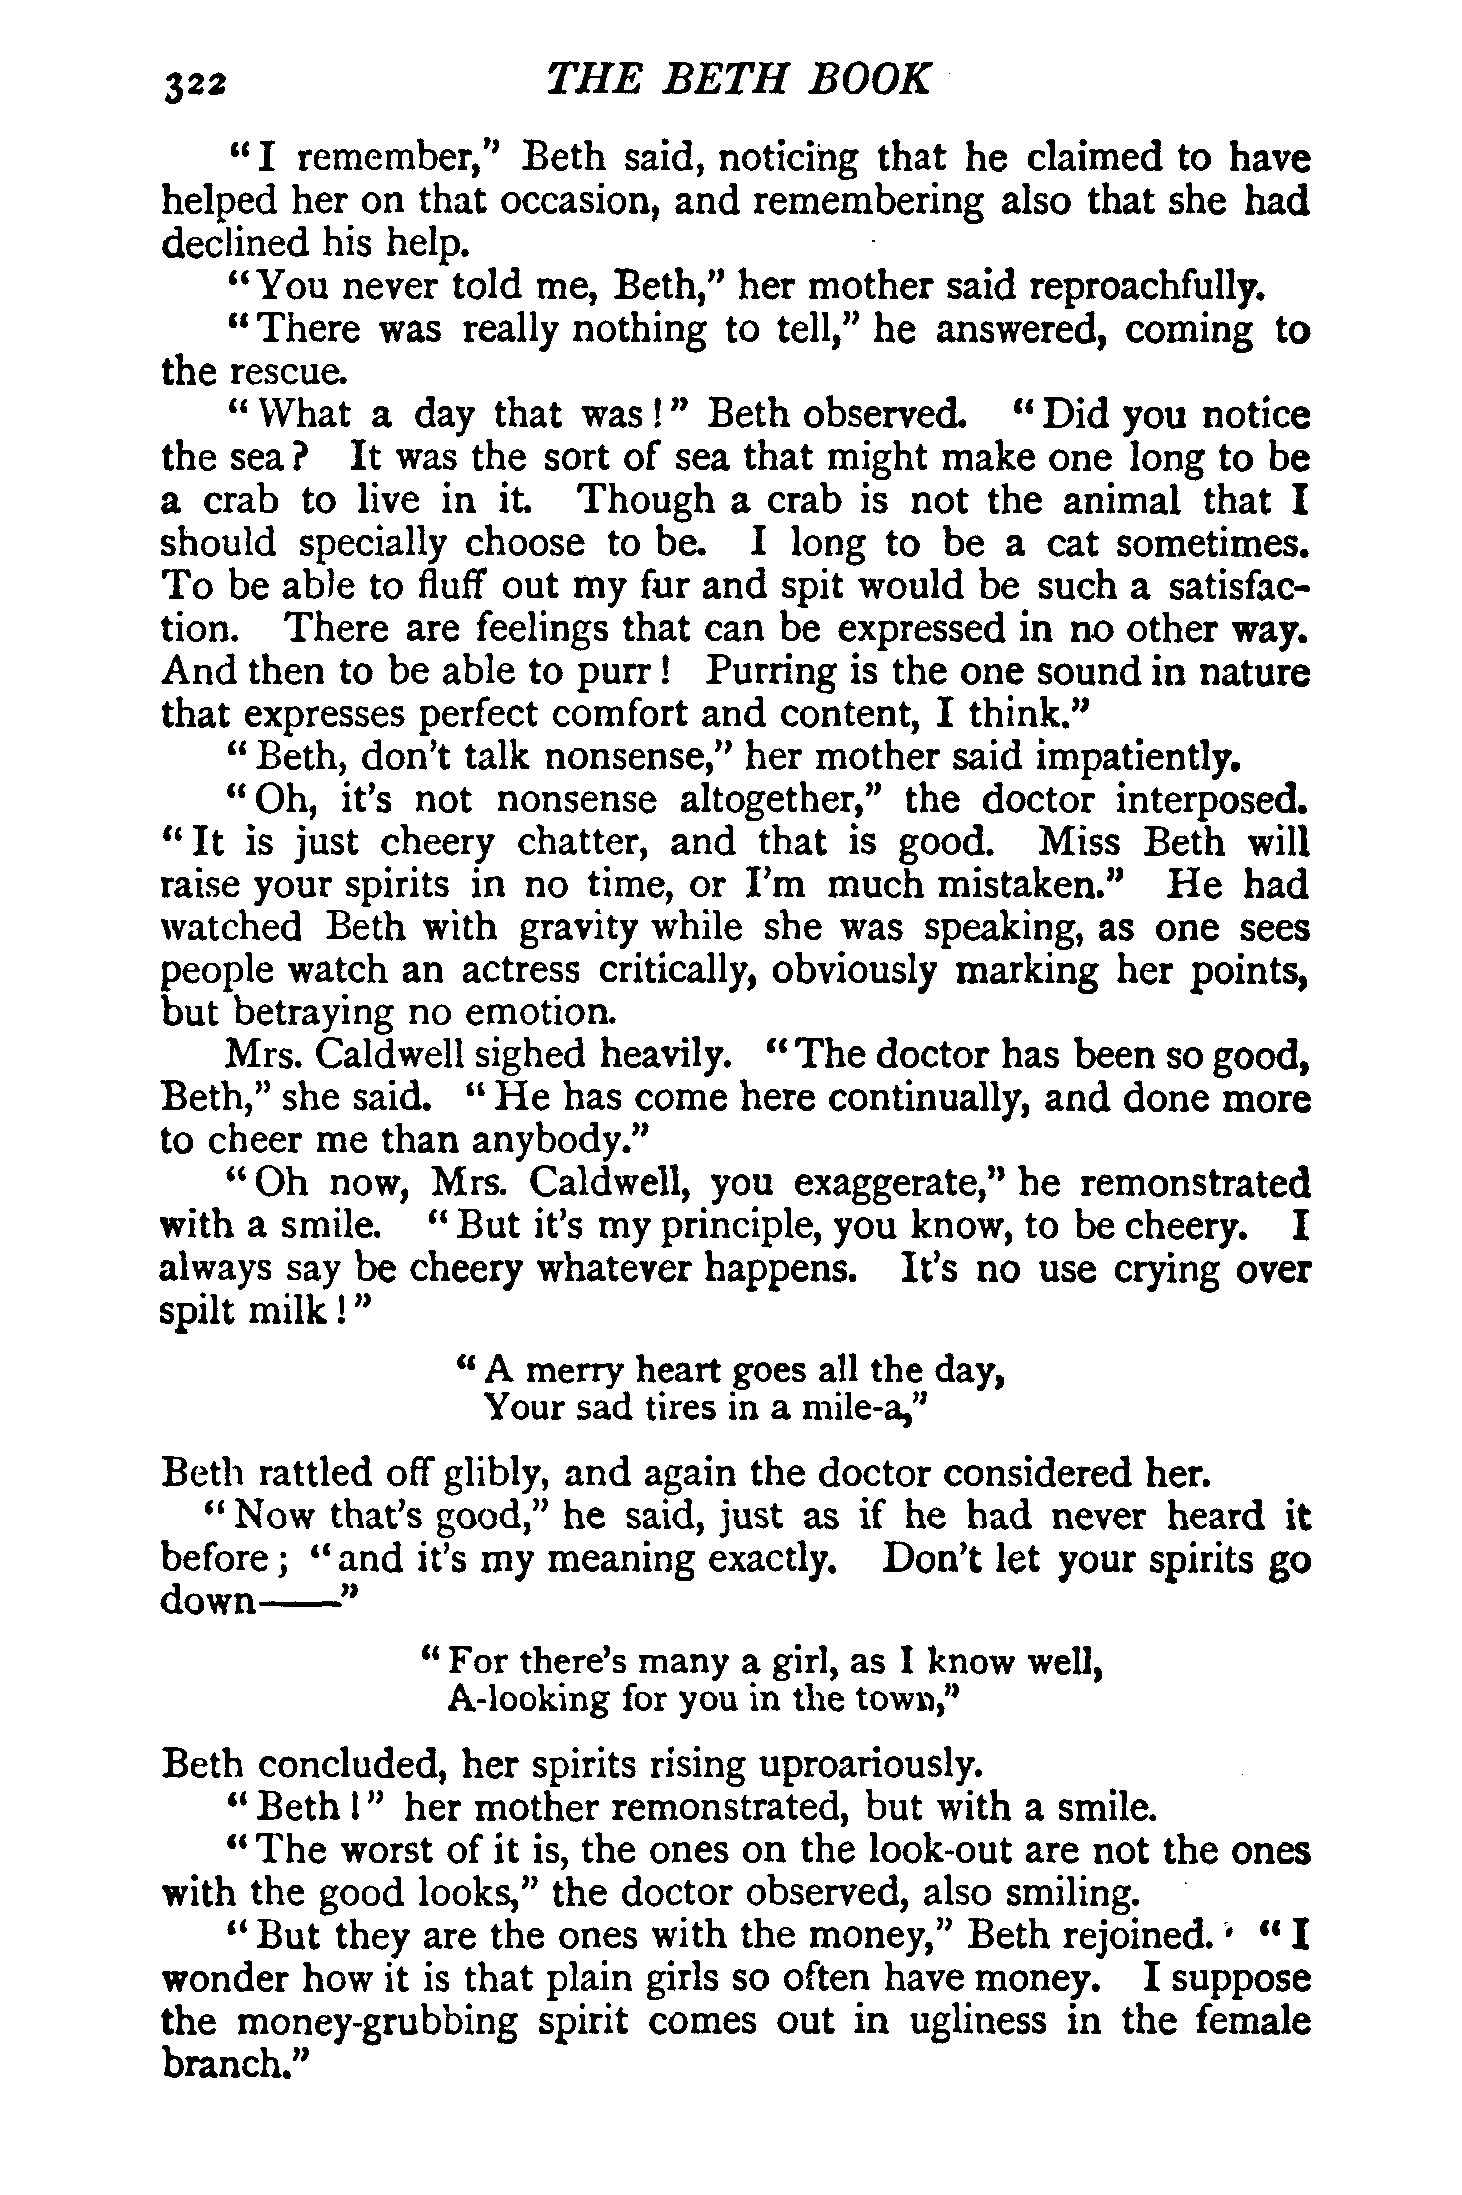 322 THE BETH BOOK
“I remember,” Beth said, noticing that he claimed to have
helped her on that occasion, and remembering also that she had
declined his help.
“You never told me, Beth,” her mother said reproachfully.
“There was really nothing to tell,” he answered, coming to
the rescue.
“What a day that was!” Beth observed. “Did you notice
the sea? It was the sort of sea that might make one long to be
a crab to live in it. Though a crab is not the animal that I
should specially choose to be. I long to be a cat sometimes.
To be able to fluff out my fur and spit would be such a satisfac-
tion. There are feelings that can be expressed in no other way.
And then to be able to purr! Purring is the one sound in nature
that expresses perfect comfort and content, I think.”
“Beth, don’t talk nonsense,” her mother said impatiently.
“Oh, it’s not nonsense altogether,” the doctor interposed.
“It is just cheery chatter, and that is good. Miss Beth will
raise your spirits in no time, or I’m much mistaken.” He had
watched Beth with gravity while she was speaking, as one sees
people watch an actress critically, obviously marking her points,
but betraying no emotion.
Mrs. Caldwell sighed heavily. “The doctor has been so good,
Beth,” she said. “He has come here continually, and done more
to cheer me than anybody.”
“Oh now, Mrs. Caldwell, you exaggerate,” he remonstrated
with a smile. “But it’s my principle, you know, to be cheery. I
always say be cheery whatever happens. It’s no use crying over
spilt milk!”
“A merry heart goes all the day,
Your sad tires in a mile-a,”
Beth rattled off glibly, and again the doctor considered her.
“Now that’s good,” he said, just as if he had never heard it
before; “and it’s my meaning exactly. Don’t let your spirits go
down——”
“For there’s many a girl, as I know well,
A-looking for you in the town,”
Beth concluded, her spirits rising uproariously.
“Beth!” her mother remonstrated, but with a smile.
“The worst of it is, the ones on the look-out are not the ones
with the good looks,” the doctor observed, also smiling.
“But they are the ones with the money,” Beth rejoined. “I
wonder how it is that plain girls so often have money. I suppose
the money-grubbing spirit comes out in ugliness in the female
branch.”